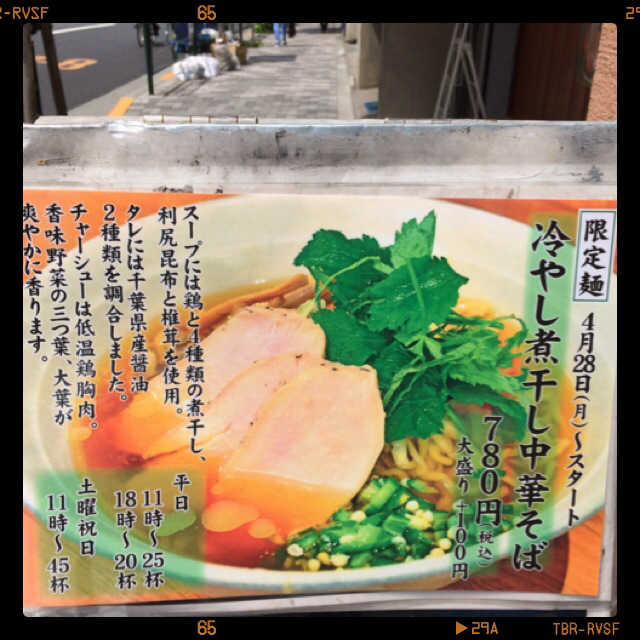 R-RVSF
65
29
限定麺
4月28日(月)～スタート
冷やし煮干し中華そば
780円(税込)
大盛り+100円
スープには鶏と4種類の煮干し、
利尻昆布と椎茸を使用。
タレには千葉県産醤油
2種類を調合しました。
チャーシューは低温鶏胸肉。
香味野菜の三つ葉、大葉が
爽やかに香ります。
平日
11時～25杯
18時～20杯
土曜祝日
11時～45杯
65
▶29A
TBR-RVSF